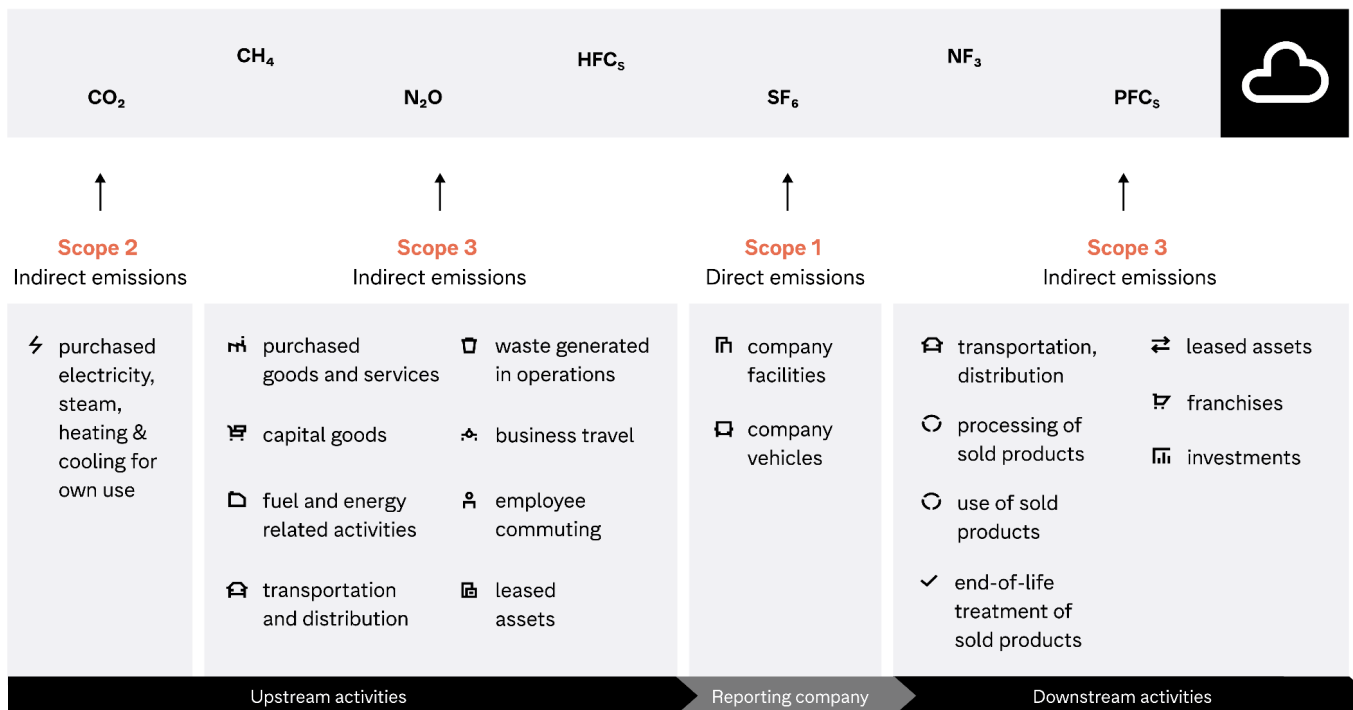 CH₄
HFCₛ
NF₃
CO₂
N₂O
SF₆
PFCₛ
Scope 2
Indirect emissions
purchased
electricity,
steam,
heating &
cooling for
own use
Scope 3
Indirect emissions
purchased
goods and services
capital goods
fuel and energy
related activities
transportation
and distribution
waste generated
in operations
business travel
employee
commuting
leased
assets
Scope 1
Direct emissions
company
facilities
company
vehicles
Scope 3
Indirect emissions
transportation,
distribution
processing of
sold products
use of sold
products
end-of-life
treatment of
sold products
leased assets
franchises
investments
Upstream activities
Reporting company
Downstream activities